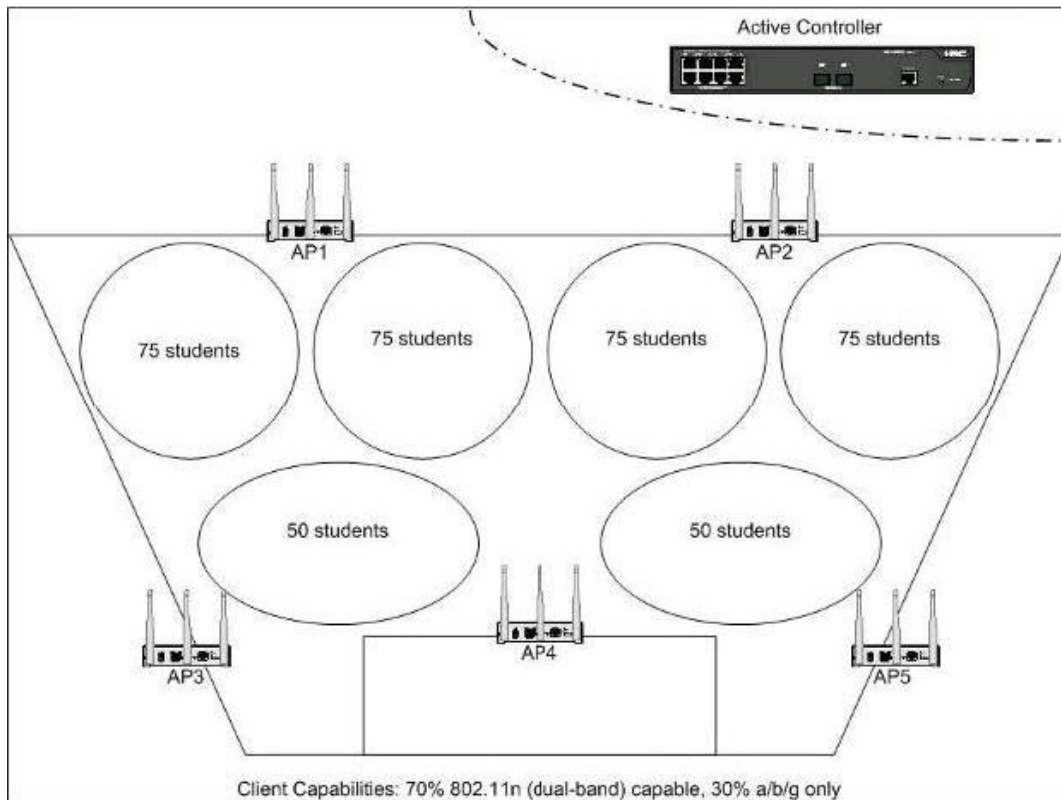 Active Controller
H3C
AP1
AP2
75 students
75 students
75 students
75 students
50 students
50 students
AP3
AP4
AP5
Client Capabilities: 70% 802.11n (dual-band) capable, 30% a/b/g only